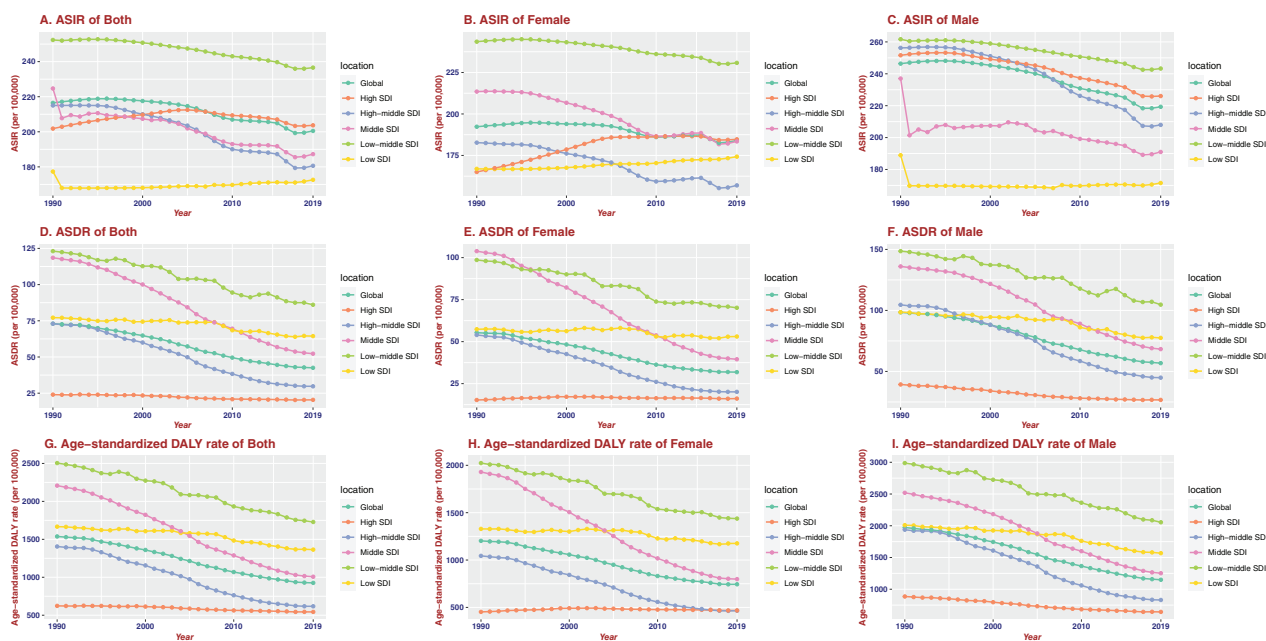 A. ASIR of Both
ASIR (per 100,000)
240
220
200
180
1990
2000
2010
2019
Year
location
Global
High SDI
High−middle SDI
Middle SDI
Low−middle SDI
Low SDI
B. ASIR of Female
ASIR (per 100,000)
225
200
175
1990
2000
2010
2019
Year
location
Global
High SDI
High−middle SDI
Middle SDI
Low−middle SDI
Low SDI
C. ASIR of Male
ASIR (per 100,000)
260
240
220
200
180
1990
2000
2010
2019
Year
location
Global
High SDI
High−middle SD
Middle SDI
Low−middle SDI
Low SDI
D. ASDR of Both
ASDR (per 100,000)
125
100
75
50
25
1990
2000
2010
2019
Year
location
Global
High SDI
High−middle SDI
Middle SDI
Low−middle SDI
Low SDI
E. ASDR of Female
ASDR (per 100,000)
100
75
50
25
1990
2000
2010
2019
Year
location
Global
High SDI
High−middle SDI
Middle SDI
Low−middle SDI
Low SDI
F. ASDR of Male
ASDR (per 100,000)
150
100
50
1990
2000
2010
2019
Year
location
Global
High SDI
High−middle SD
Middle SDI
Low−middle SDI
Low SDI
G. Age−standardized DALY rate of Both
Age−standardized DALY rate (per 100,000)
2500
2000
1500
1000
500
1990
2000
2010
2019
Year
location
Global
High SDI
High−middle SDI
Middle SDI
Low−middle SDI
Low SDI
H. Age−standardized DALY rate of Female
Age−standardized DALY rate (per 100,000)
2000
1500
1000
500
1990
2000
2010
2019
Year
location
Global
High SDI
High−middle SDI
Middle SDI
Low−middle SDI
Low SDI
I. Age−standardized DALY rate of Male
Age−standardized DALY rate (per 100,000)
3000
2500
2000
1500
1000
1990
2000
2010
2019
Year
location
Global
High SDI
High−middle SD
Middle SDI
Low−middle SDI
Low SDI